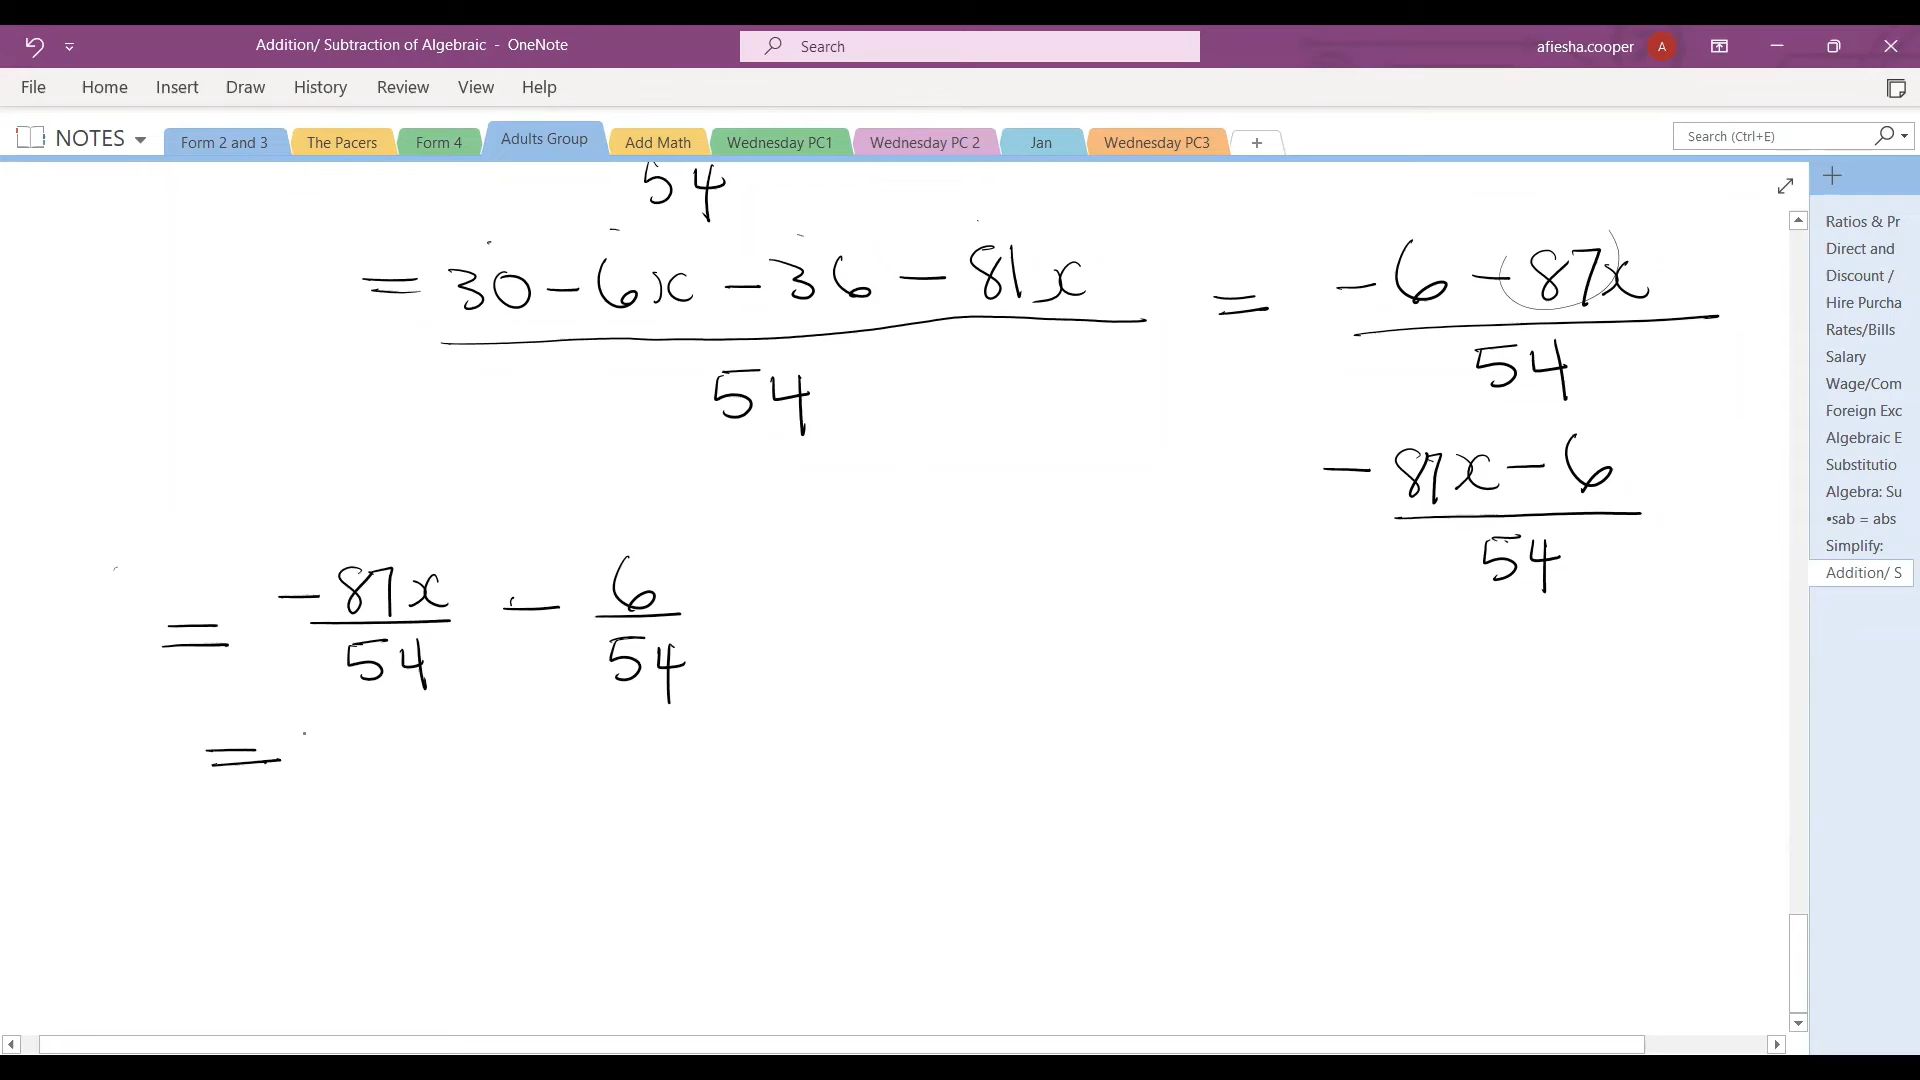 Addition/ Subtraction of Algebraic - OneNote
Search
afiesha.cooper
A
File Home Insert Draw History Review View Help
NOTES
Form 2 and 3
The Pacers
Form 4
Adults Group
Add Math
Wednesday PC1
Wednesday PC 2
Jan
Wednesday PC3
+
Search (Ctrl+E)
54
= 30 - 6x - 36 - 81x = -6 - 87x
54 54
- 87x - 6
54
= -87x - 6
54 54
=
Ratios & Pr
Direct and
Discount /
Hire Purcha
Rates/Bills
Salary
Wage/Com
Foreign Exc
Algebraic E
Substitutio
Algebra: Su
•sab = abs
Simplify:
Addition/ S